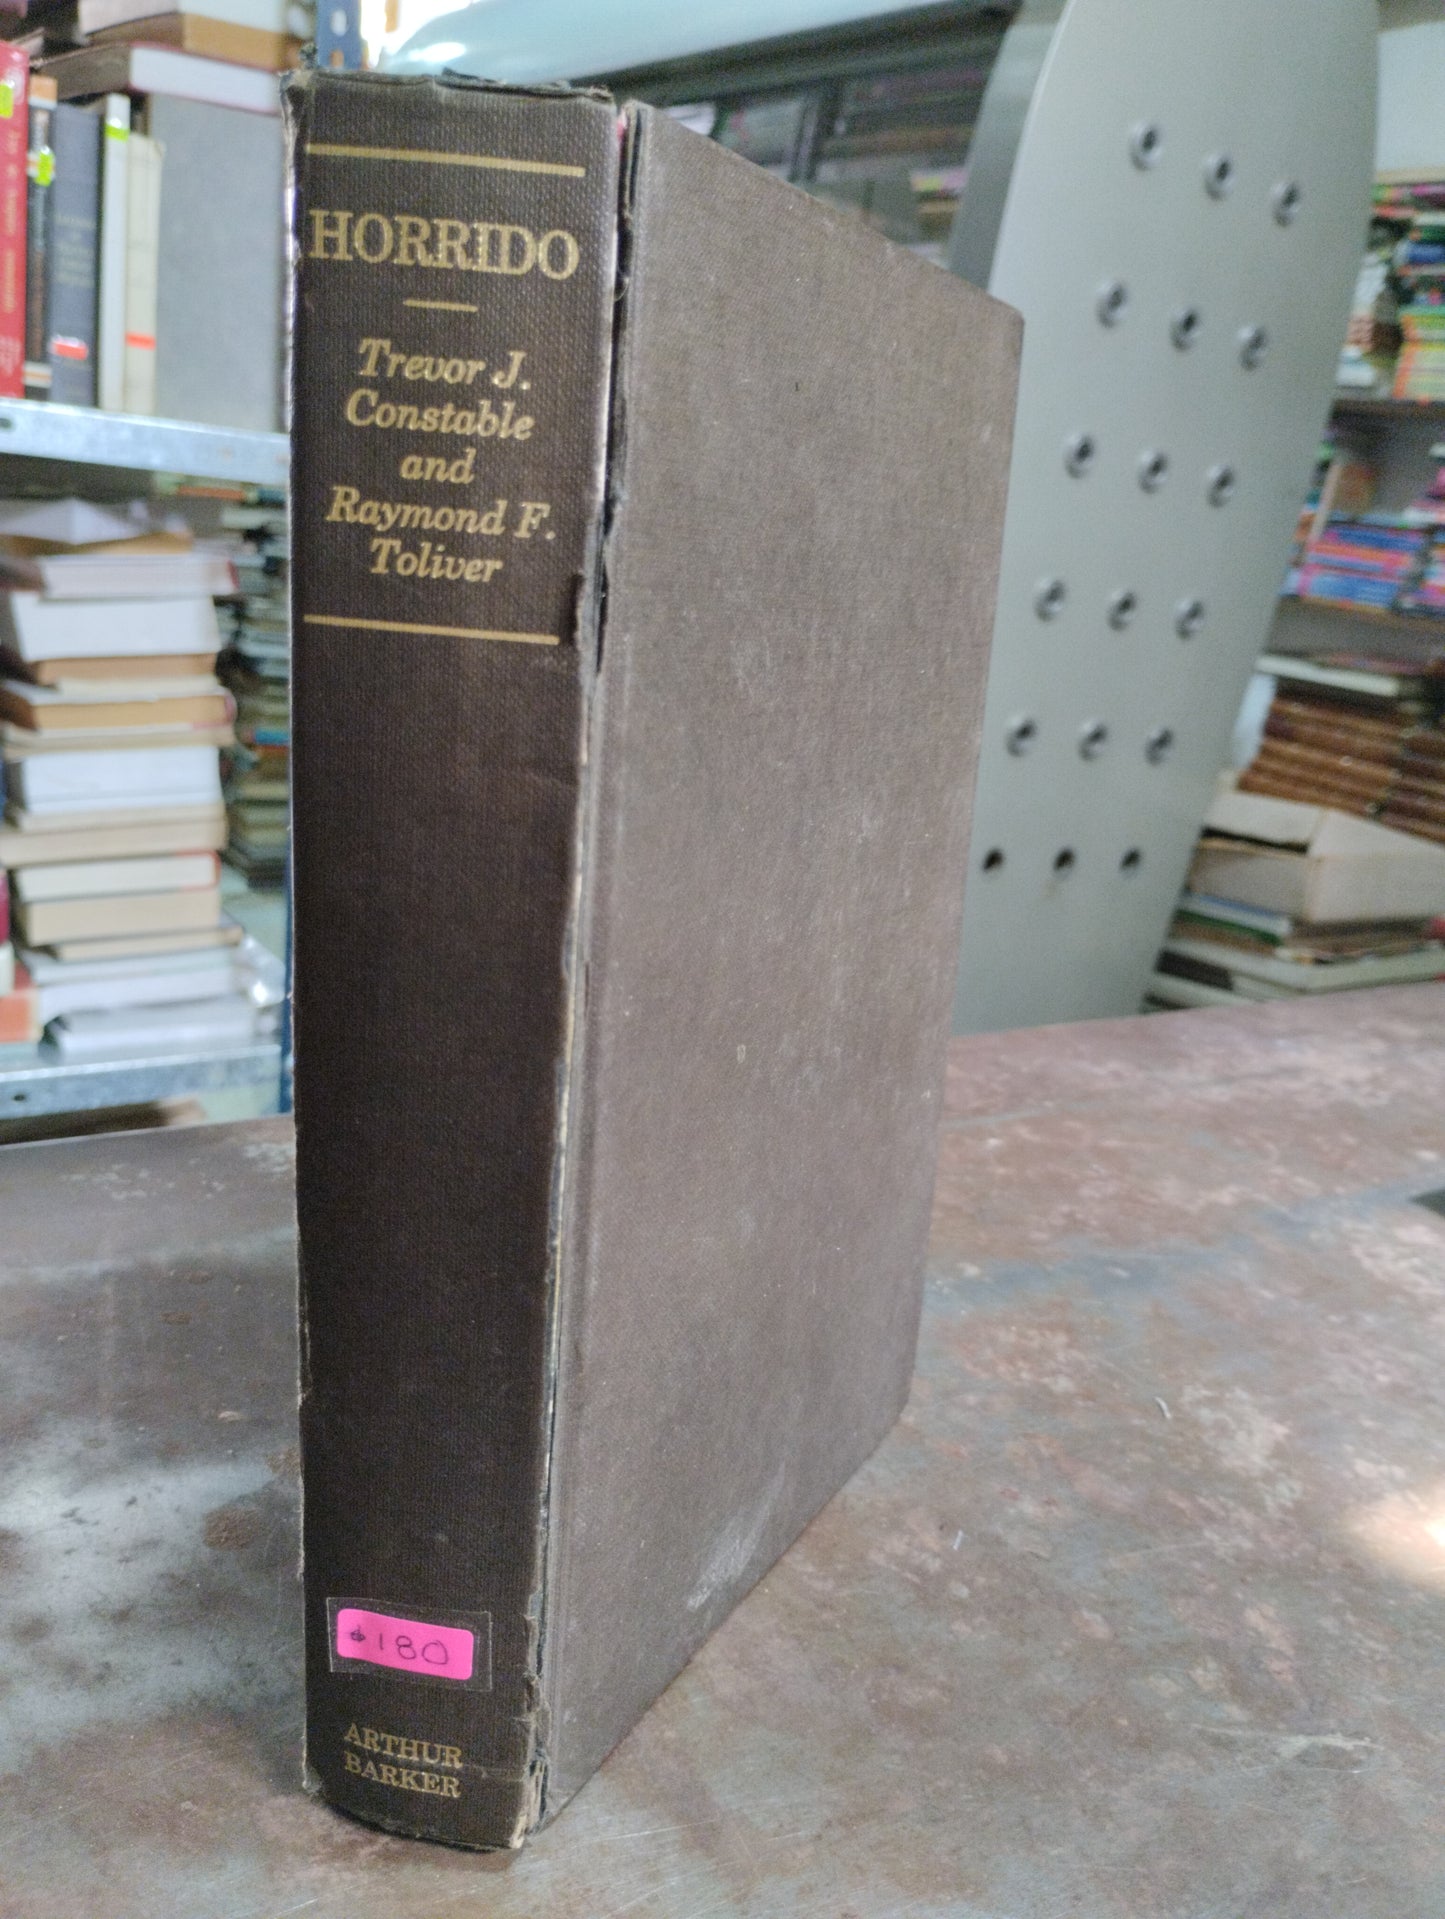 HORRIDO
Trevor J.
Constable
and
Raymond F.
Toliver
$180
ARTHUR
BARKER